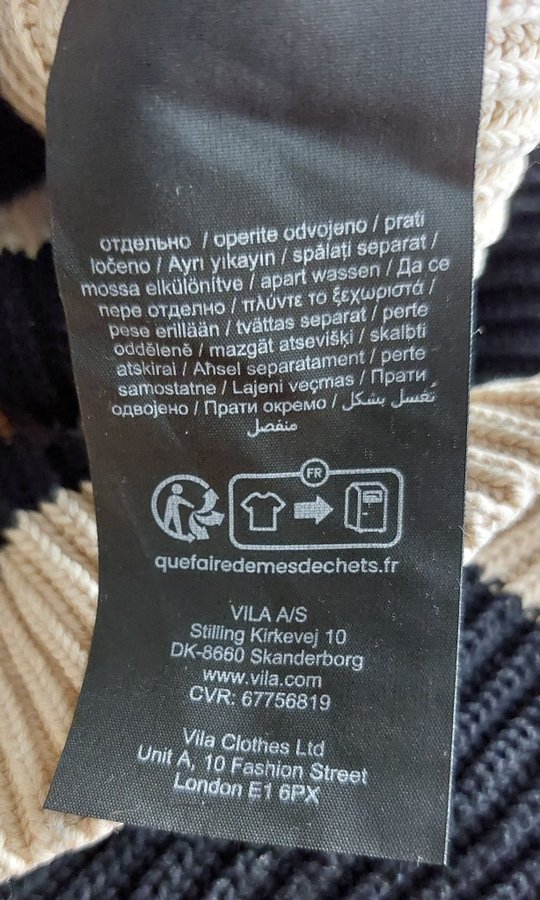 отдельно / operite odvojeno / prati
ločeno / Ayrı yıkayın / spălați separat /
mossa elkülönítve / apart wassen / Да се
пере отделно / πλύντε το ξεχωριστά /
pese erillään / tvättas separat / perte
odděleně / mazgāt atsevišķi / skalbti
atskirai / Ahsel separatament / perte
samostatne / Lajeni veçmas / Прати
одвојено / Прати окремо / تغسل بشكل
منفصل
FR
quefairedemesdechets.fr
VILA A/S
Stilling Kirkevej 10
DK-8660 Skanderborg
www.vila.com
CVR: 67756819
Vila Clothes Ltd
Unit A, 10 Fashion Street
London E1 6PX